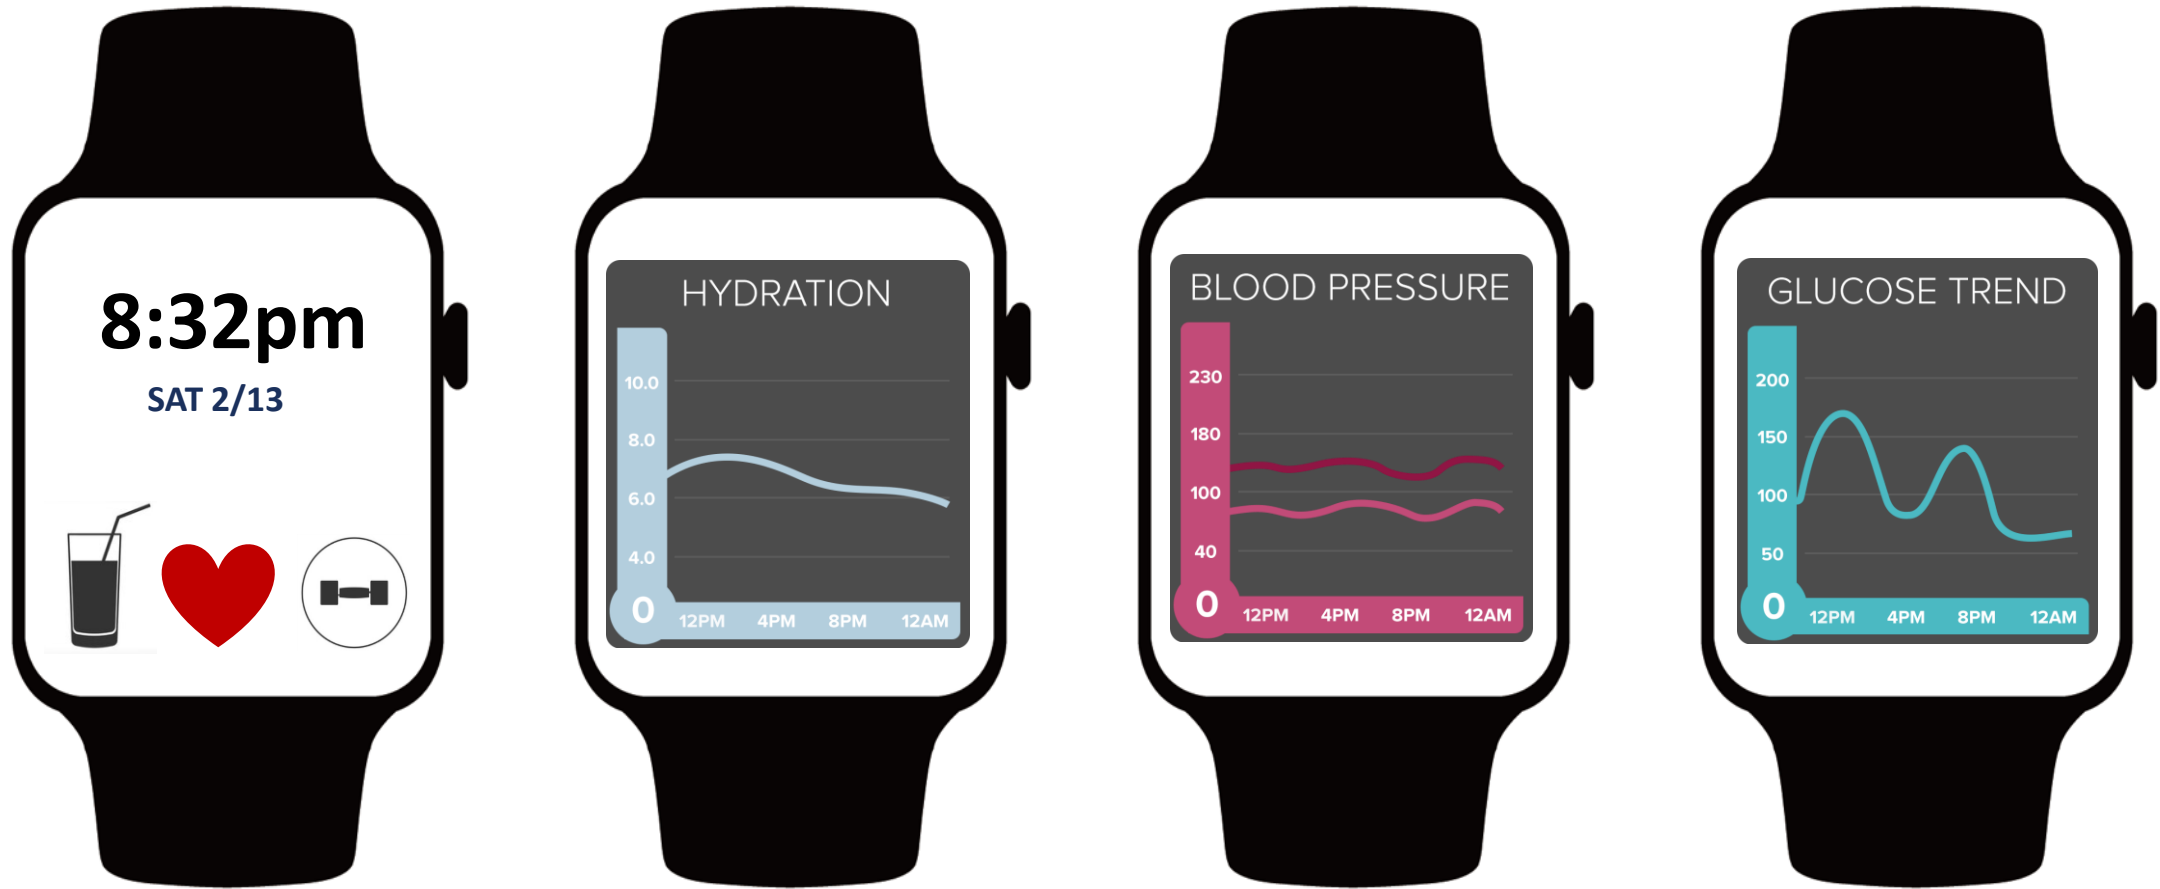 8:32pm
SAT 2/13
HYDRATION
10.0
8.0
6.0
4.0
0
12PM 4PM 8PM 12AM
BLOOD PRESSURE
230
180
100
40
0
12PM 4PM 8PM 12AM
GLUCOSE TREND
200
150
100
50
0
12PM 4PM 8PM 12AM